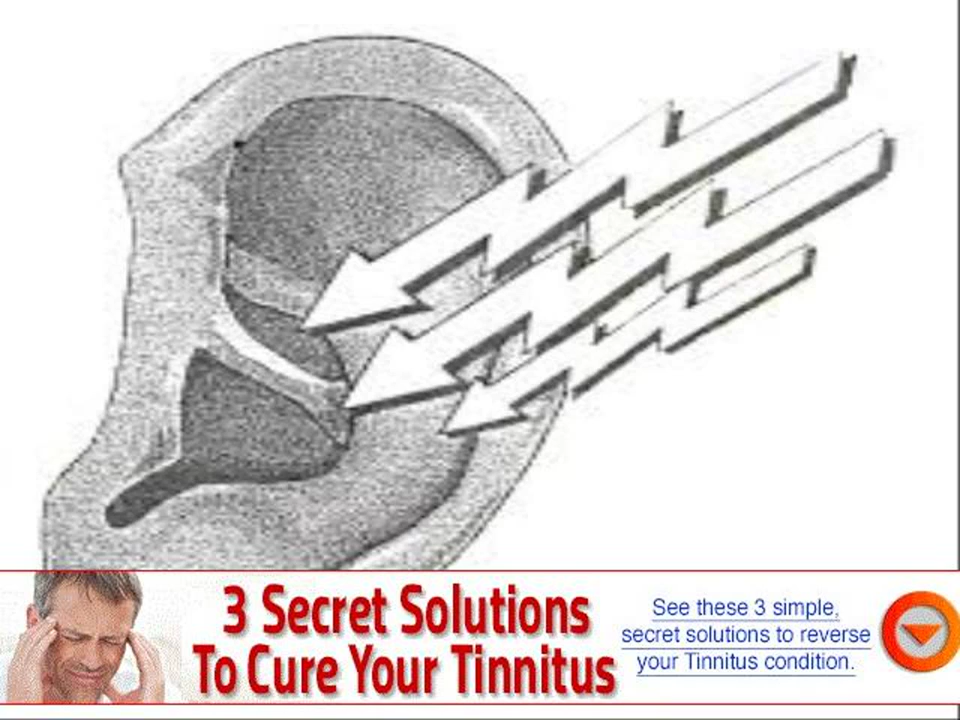 3 Secret Solutions
To Cure Your Tinnitus
See these 3 simple,
secret solutions to reverse
your Tinnitus condition.